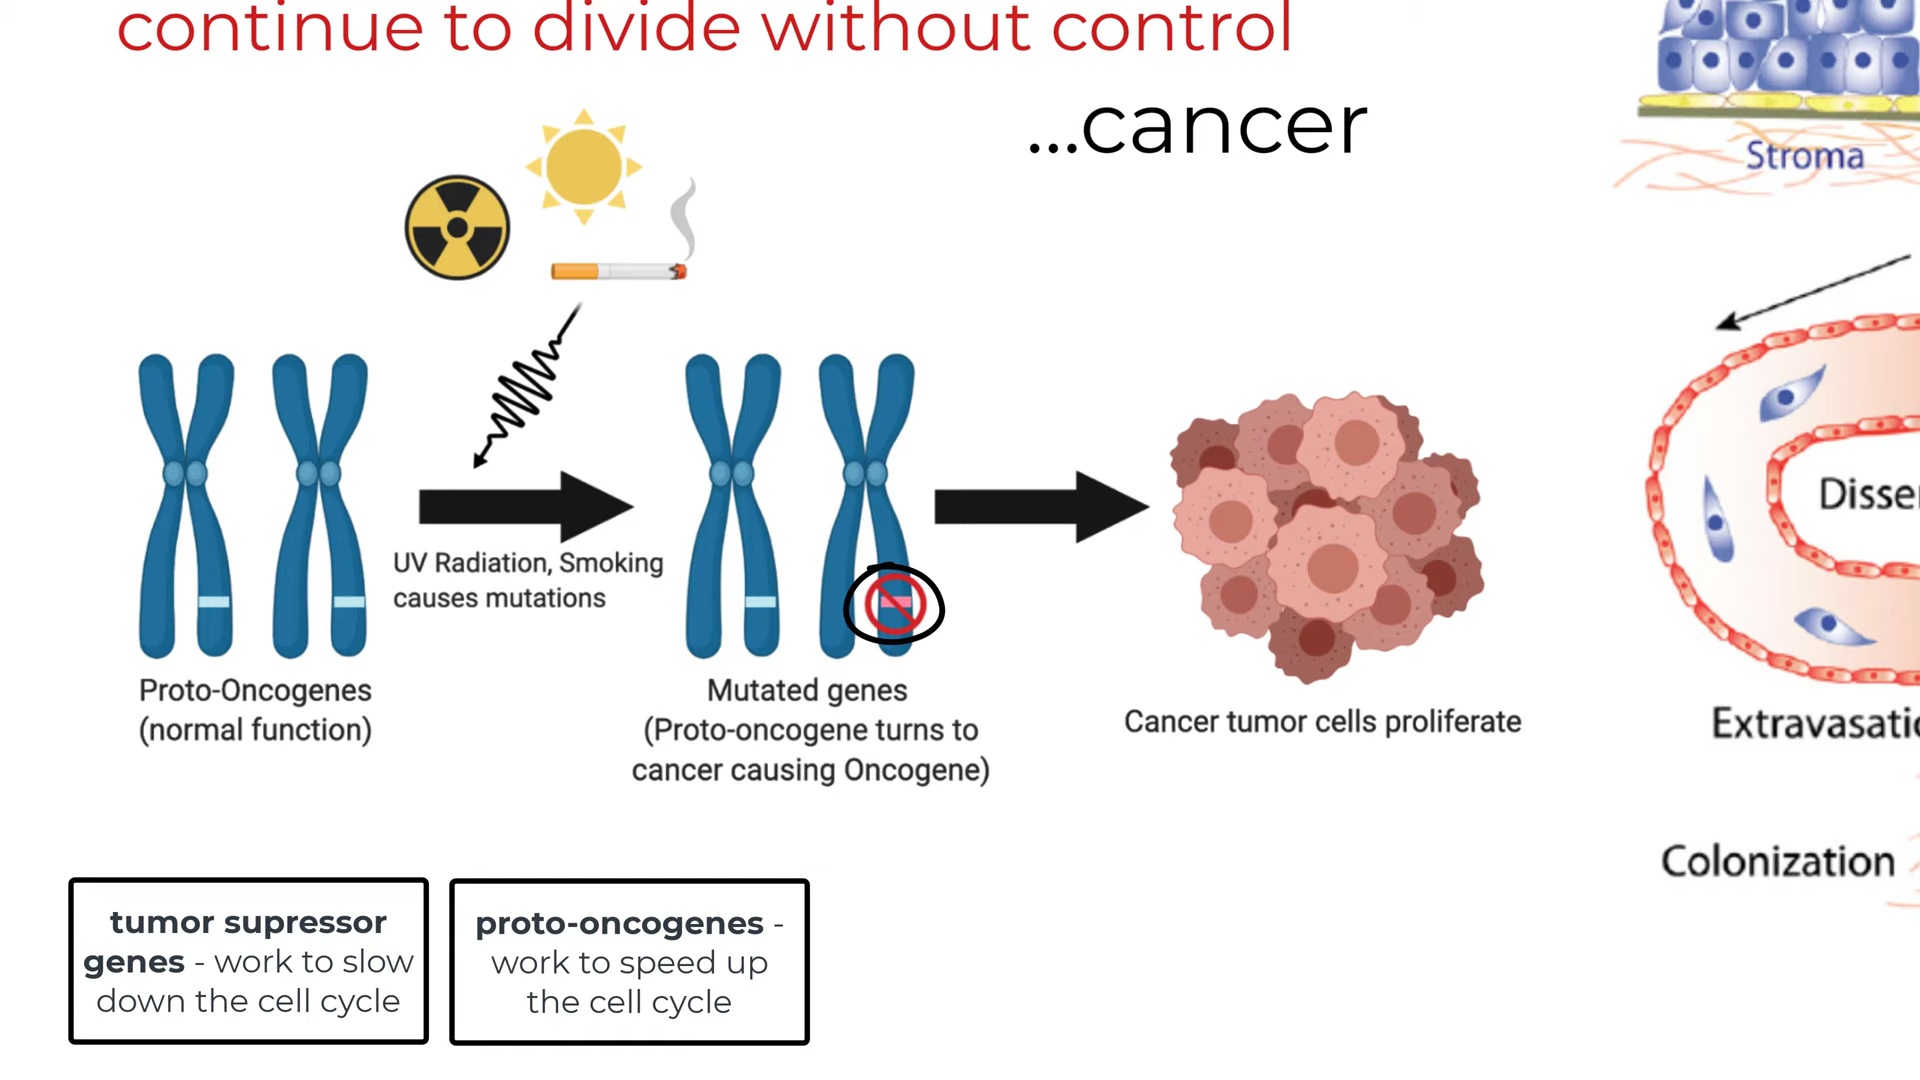 continue to divide without control
...cancer
Stroma
UV Radiation, Smoking
causes mutations
Proto-Oncogenes
(normal function)
Mutated genes
(Proto-oncogene turns to
cancer causing Oncogene)
Cancer tumor cells proliferate
tumor supressor
genes - work to slow
down the cell cycle
proto-oncogenes -
work to speed up
the cell cycle
Colonization